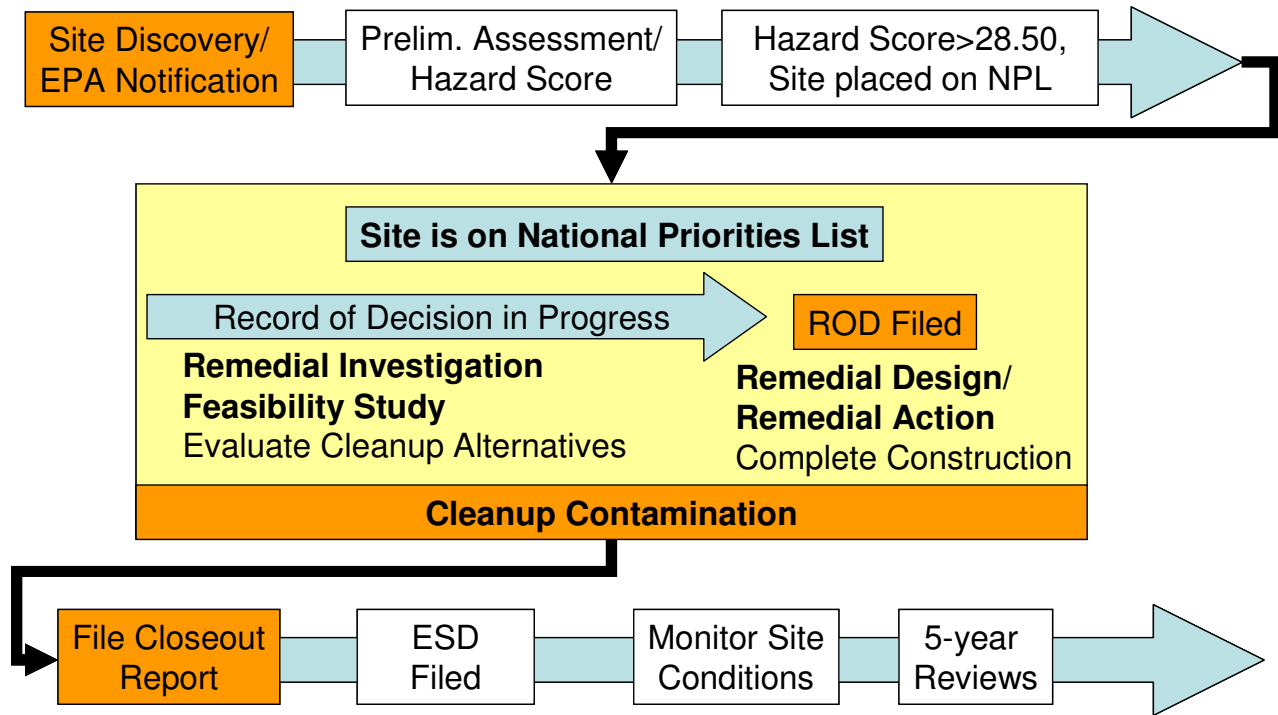 Site Discovery/
EPA Notification
Prelim. Assessment/
Hazard Score
Hazard Score>28.50,
Site placed on NPL
Site is on National Priorities List
Record of Decision in Progress
Remedial Investigation
Feasibility Study
Evaluate Cleanup Alternatives
ROD Filed
Remedial Design/
Remedial Action
Complete Construction
Cleanup Contamination
File Closeout
Report
ESD
Filed
Monitor Site
Conditions
5-year
Reviews